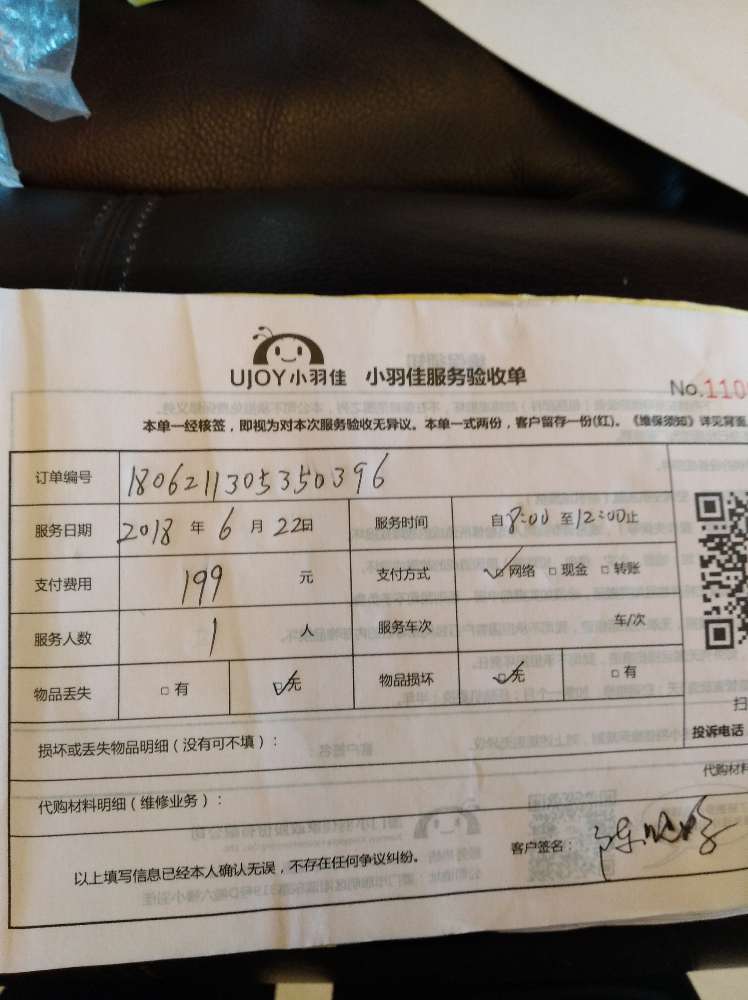 UJOY小羽佳 小羽佳服务验收单
No.110
本单一经核签，即视为对本次服务验收无异议。本单一式两份，客户留存一份(红)。《维保须知》详见背面
订单编号 1806211305350396
服务日期 2018 年 6 月 22日 服务时间 自8:00 至12:00止
支付费用 199 元 支付方式 □网络 □现金 □转账
服务人数 1 人 服务车次 车/次
物品丢失 □有 □无 物品损坏 □无 □有
扫
损坏或丢失物品明细（没有可不填）：
投诉电话
代购材料
代购材料明细（维修业务）：
以上填写信息已经本人确认无误，不存在任何争议纠纷。 客户签名：